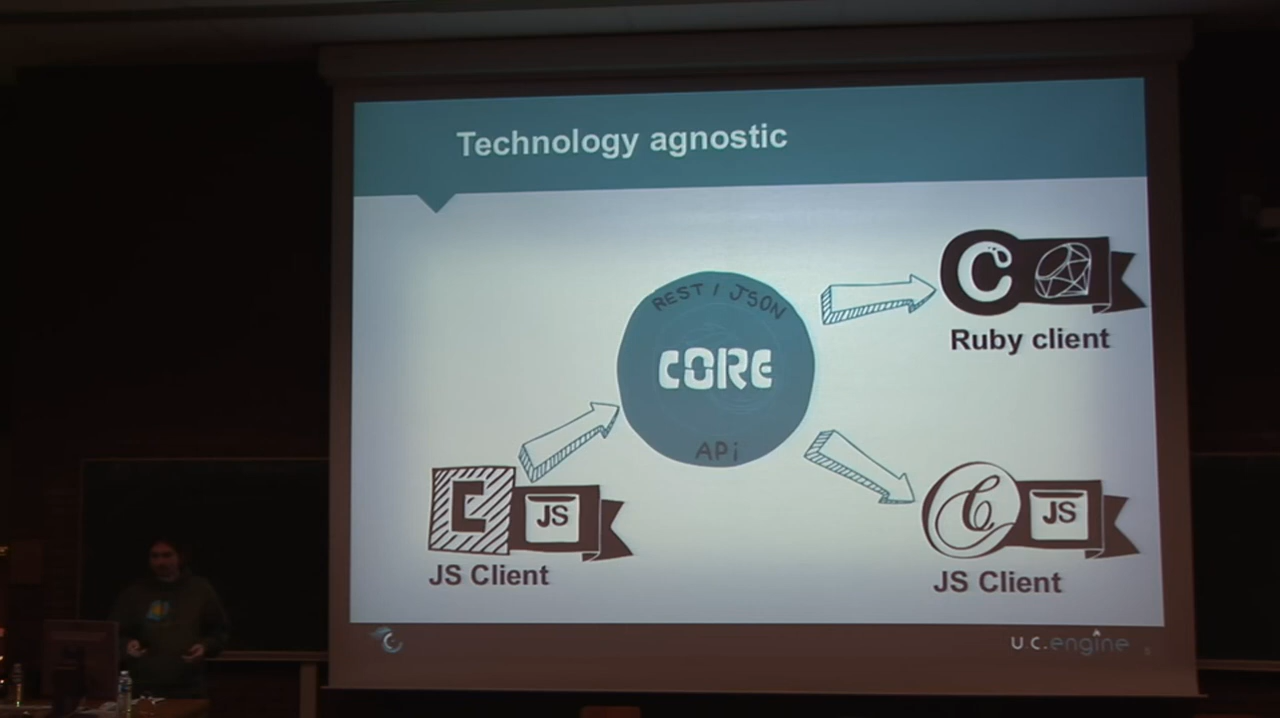 Technology agnostic
REST / JSON
CORE
API
C
Ruby client
C JS
JS Client
C JS
JS Client
C
u.c.engine